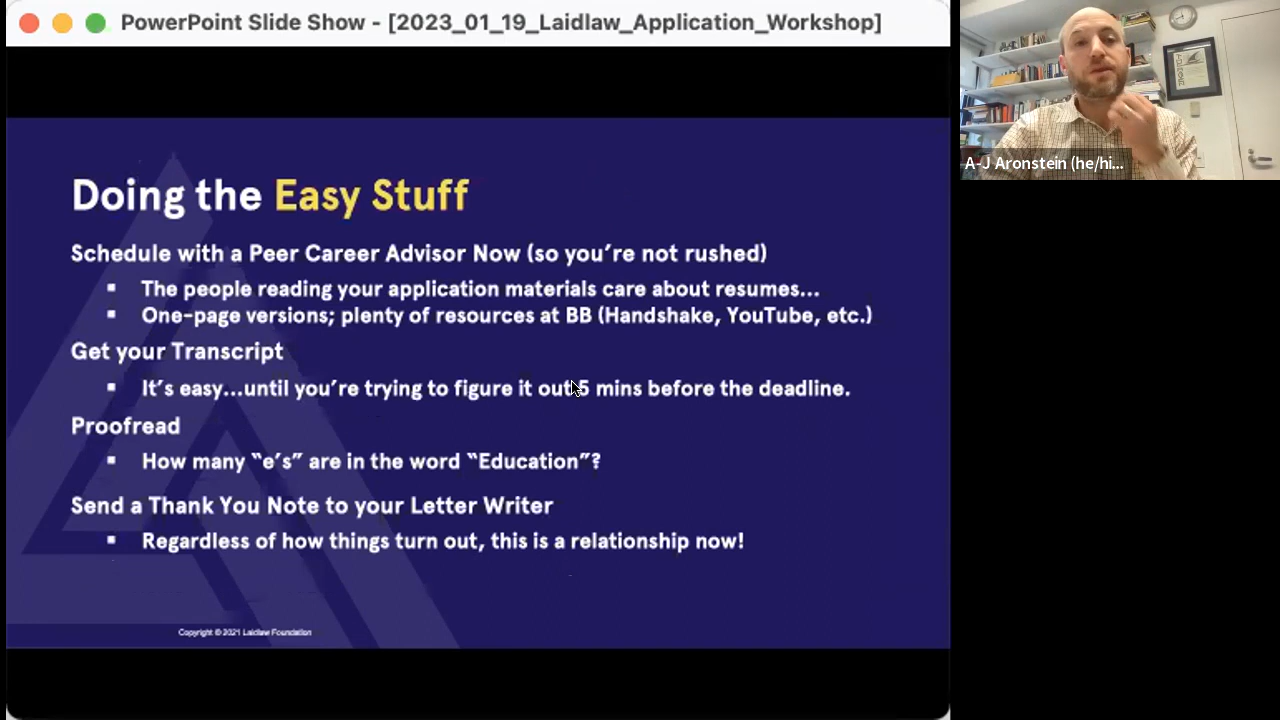 PowerPoint Slide Show - [2023_01_19_Laidlaw_Application_Workshop]
Doing the Easy Stuff
Schedule with a Peer Career Advisor Now (so you’re not rushed)
▪ The people reading your application materials care about resumes...
▪ One-page versions; plenty of resources at BB (Handshake, YouTube, etc.)
Get your Transcript
▪ It’s easy...until you’re trying to figure it out 5 mins before the deadline.
Proofread
▪ How many “e’s” are in the word “Education”?
Send a Thank You Note to your Letter Writer
▪ Regardless of how things turn out, this is a relationship now!
Copyright © 2021 Laidlaw Foundation
A-J Aronstein (he/hi...